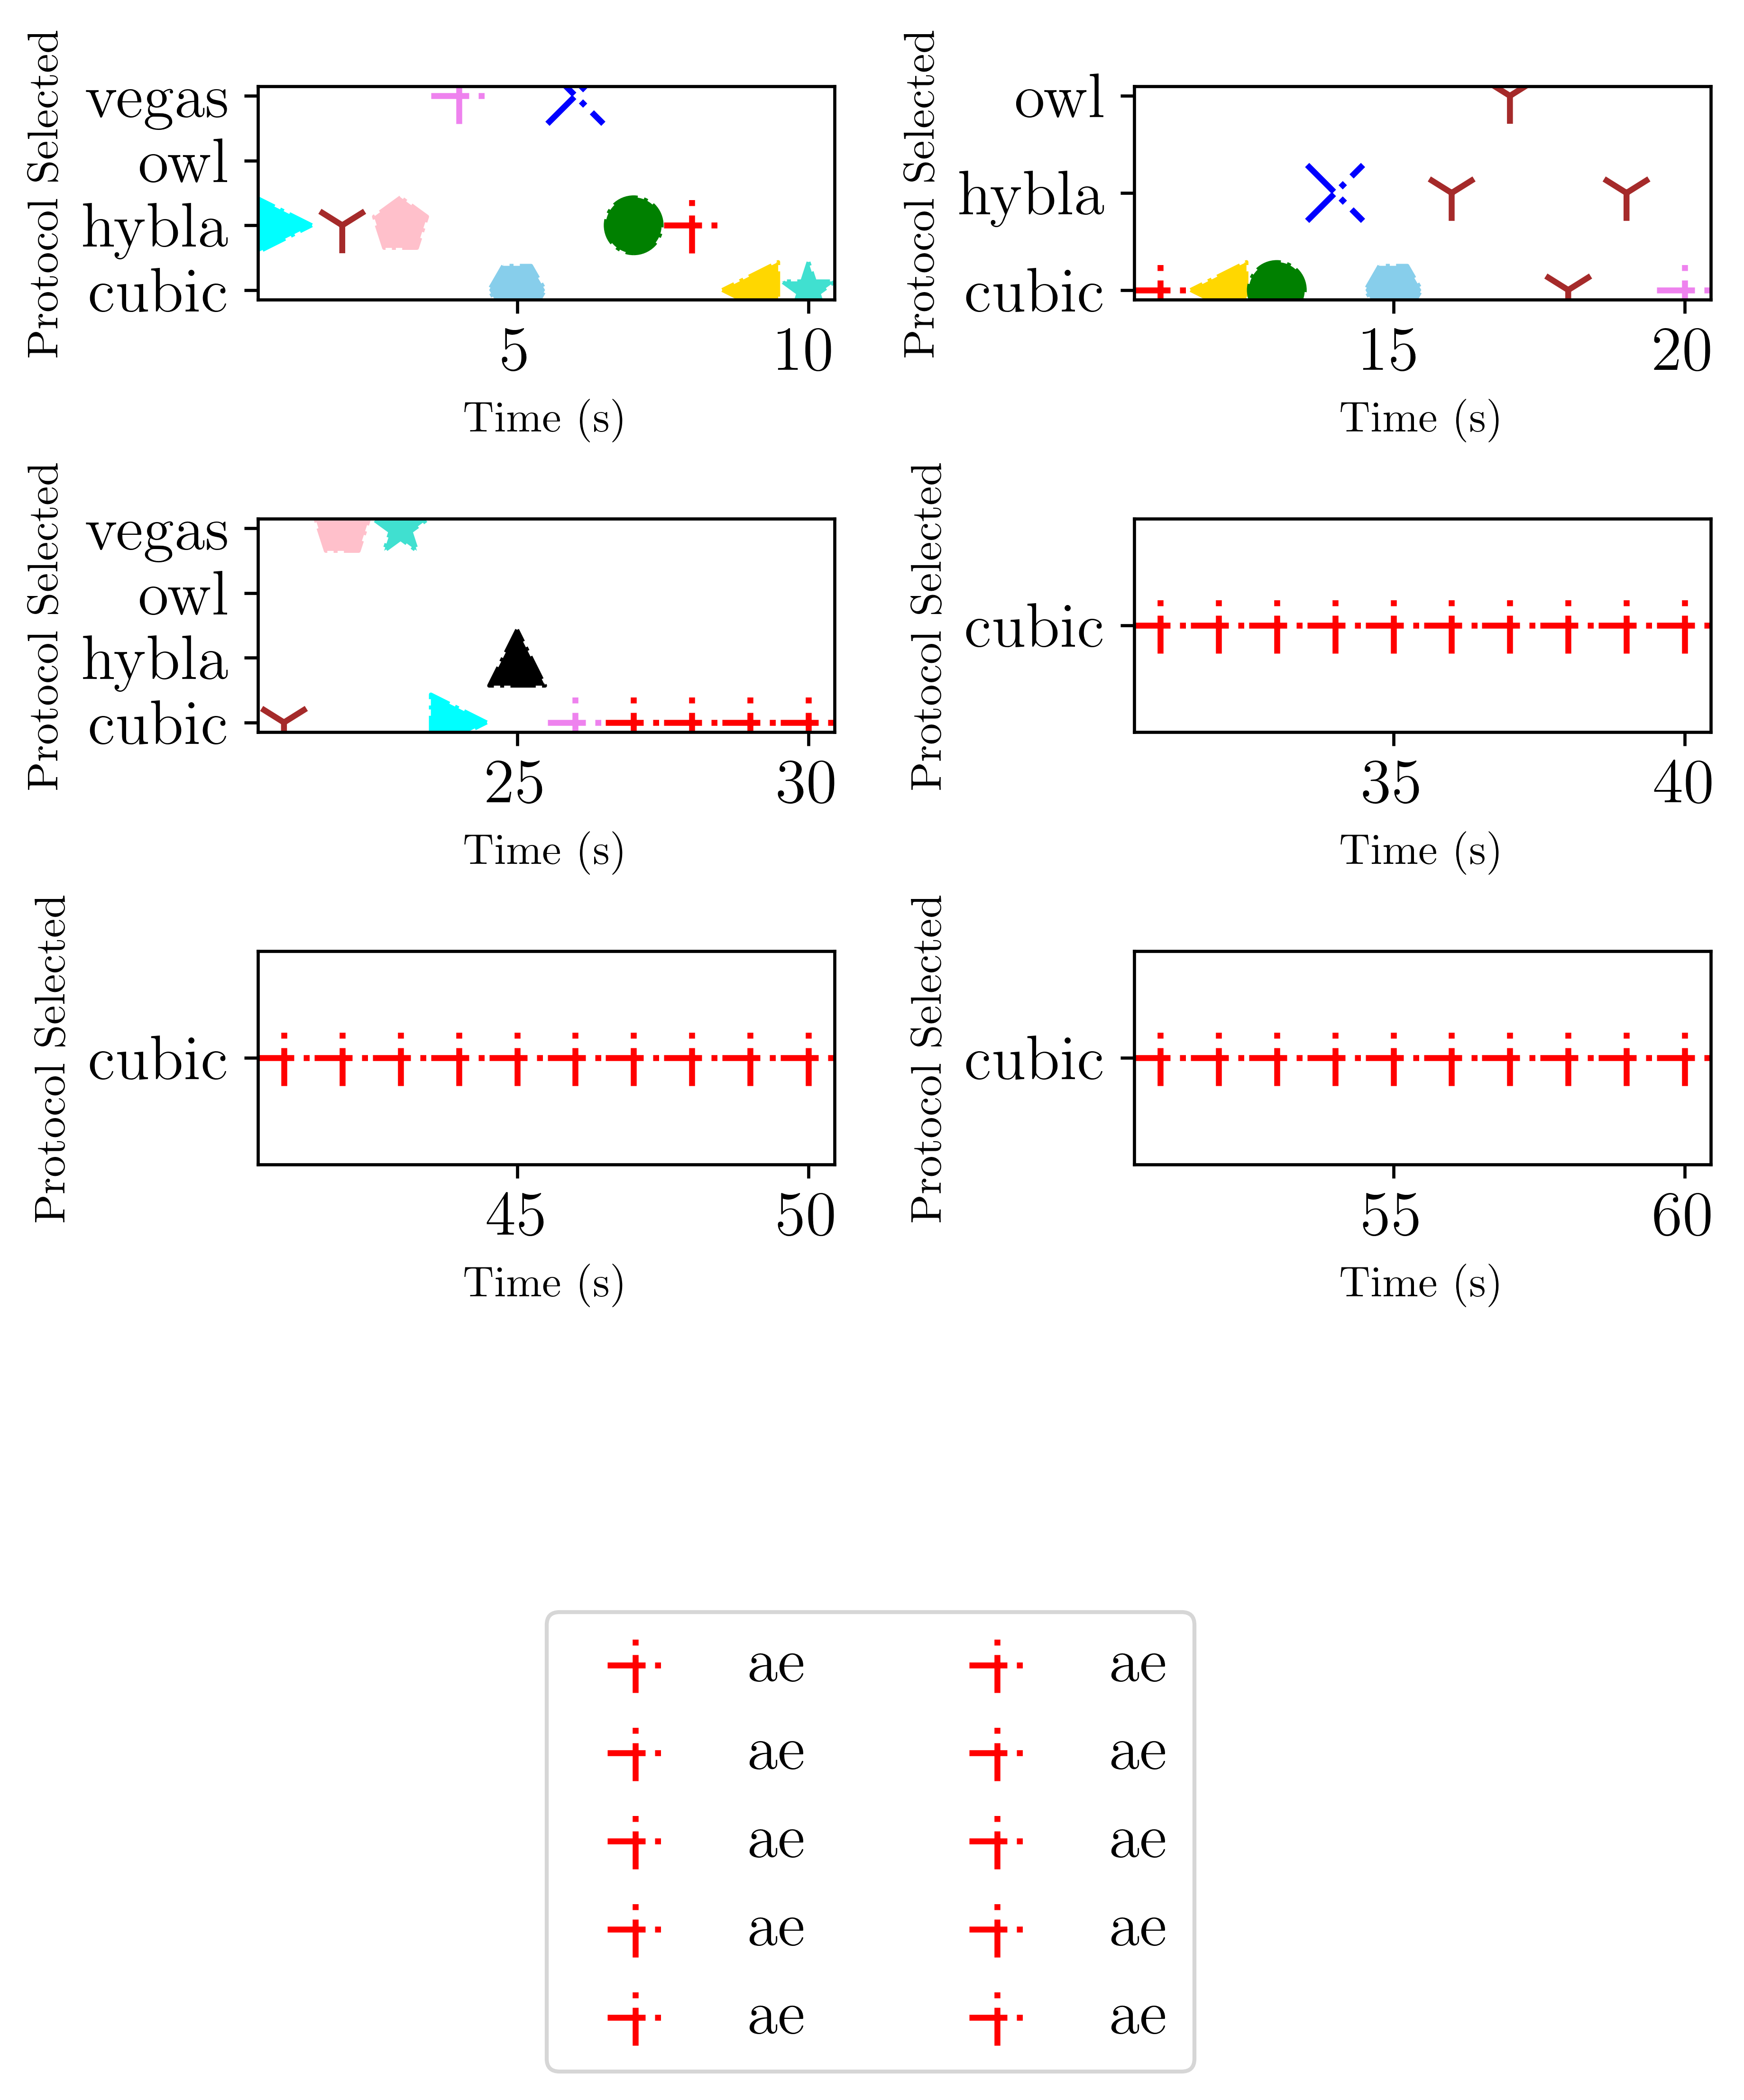 Protocol Selected
vegas
owl
hybla
cubic
5 10
Time (s)
Protocol Selected
owl
hybla
cubic
15 20
Time (s)
Protocol Selected
vegas
owl
hybla
cubic
25 30
Time (s)
Protocol Selected
cubic
35 40
Time (s)
Protocol Selected
cubic
45 50
Time (s)
Protocol Selected
cubic
55 60
Time (s)
ae ae
ae ae
ae ae
ae ae
ae ae